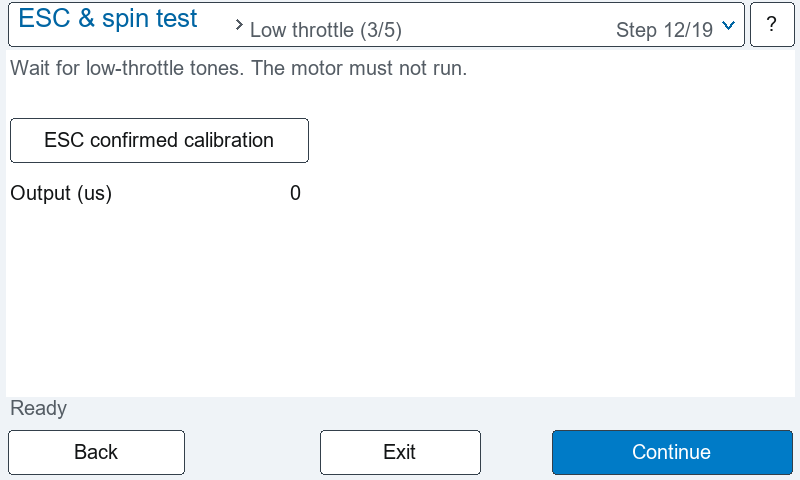 ESC & spin test > Low throttle (3/5) Step 12/19 ?
Wait for low-throttle tones. The motor must not run.
ESC confirmed calibration
Output (us) 0
Ready
Back Exit Continue